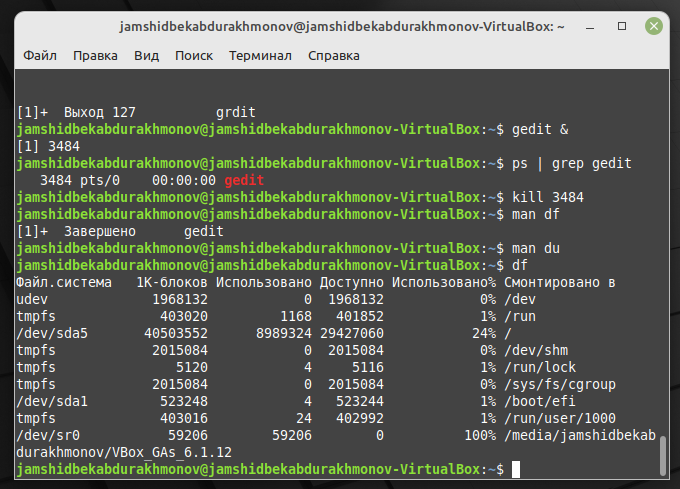 jamshidbekabdurakhmonov@jamshidbekabdurakhmonov-VirtualBox: ~
Файл Правка Вид Поиск Терминал Справка
[1]+  Выход 127          grdit
jamshidbekabdurakhmonov@jamshidbekabdurakhmonov-VirtualBox:~$ gedit &
[1] 3484
jamshidbekabdurakhmonov@jamshidbekabdurakhmonov-VirtualBox:~$ ps | grep gedit
   3484 pts/0    00:00:00 gedit
jamshidbekabdurakhmonov@jamshidbekabdurakhmonov-VirtualBox:~$ kill 3484
jamshidbekabdurakhmonov@jamshidbekabdurakhmonov-VirtualBox:~$ man df
[1]+  Завершено      gedit
jamshidbekabdurakhmonov@jamshidbekabdurakhmonov-VirtualBox:~$ man du
jamshidbekabdurakhmonov@jamshidbekabdurakhmonov-VirtualBox:~$ df
Файл.система   1K-блоков Использовано Доступно Использовано% Смонтировано в
udev             1968132            0  1968132            0% /dev
tmpfs             403020         1168   401852            1% /run
/dev/sda5       40503552      8989324 29427060           24% /
tmpfs            2015084            0  2015084            0% /dev/shm
tmpfs               5120            4     5116            1% /run/lock
tmpfs            2015084            0  2015084            0% /sys/fs/cgroup
/dev/sda1         523248            4   523244            1% /boot/efi
tmpfs             403016           24   402992            1% /run/user/1000
/dev/sr0           59206        59206        0          100% /media/jamshidbekab
durakhmonov/VBox_GAs_6.1.12
jamshidbekabdurakhmonov@jamshidbekabdurakhmonov-VirtualBox:~$